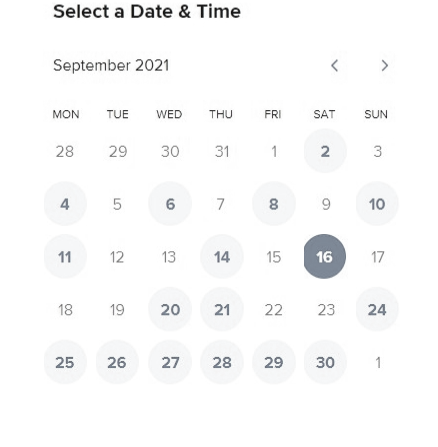 Select a Date & Time
September 2021
MON TUE WED THU FRI SAT SUN
28 29 30 31 1 2 3
4 5 6 7 8 9 10
11 12 13 14 15 16 17
18 19 20 21 22 23 24
25 26 27 28 29 30 1